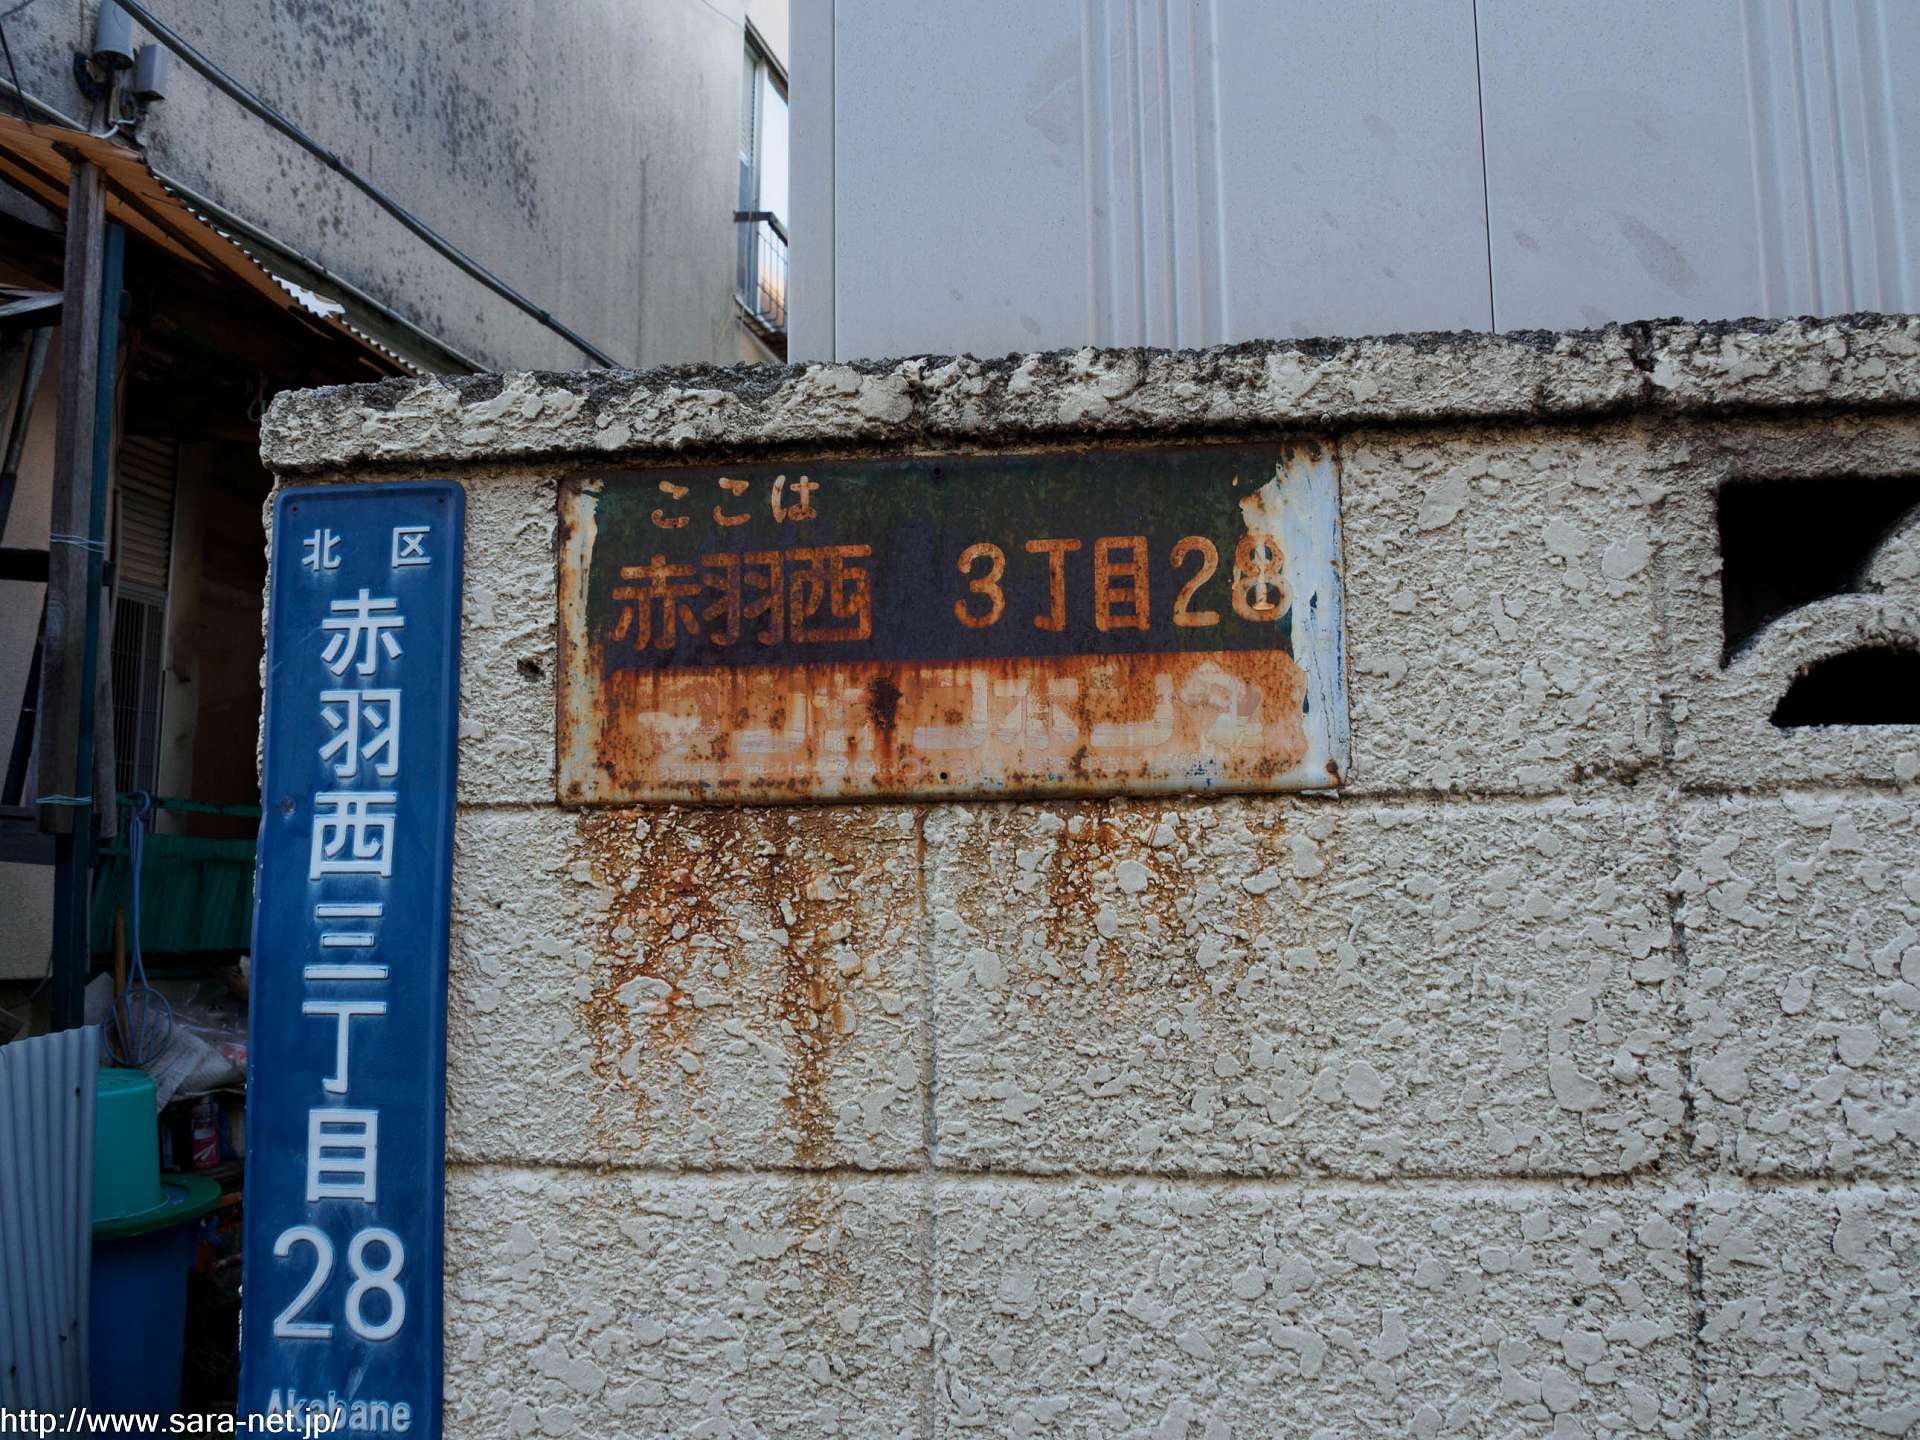 北区
赤羽西三丁目
28
Akabane
ここは
赤羽西 3丁目28
http://www.sara-net.jp/